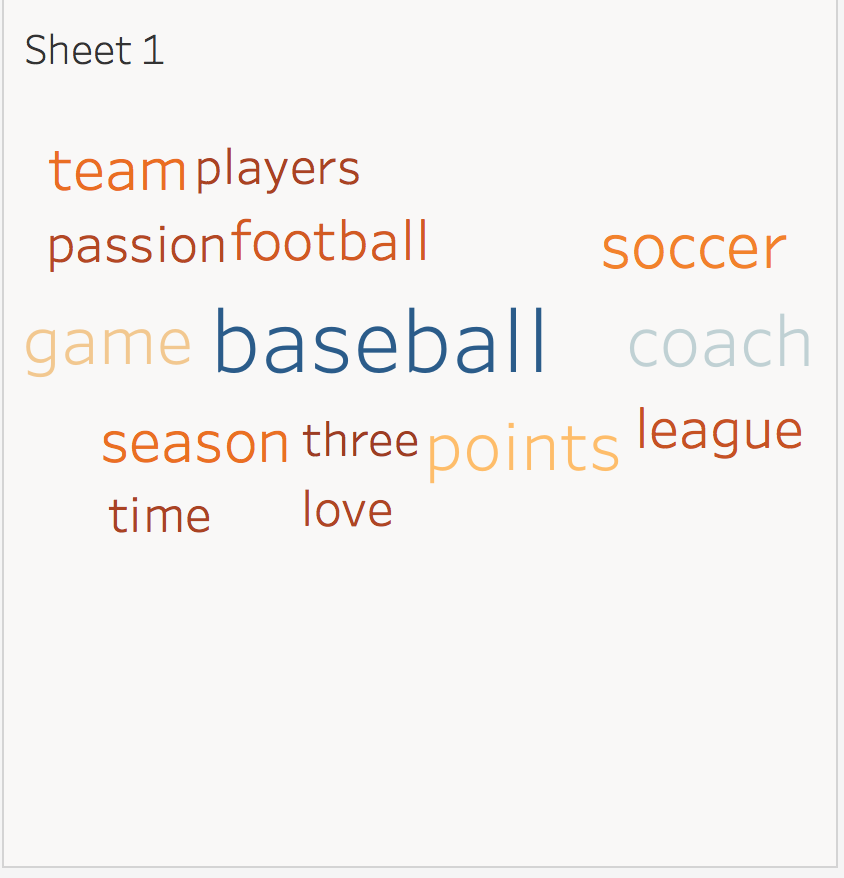 Sheet 1
team players
passion football soccer
game baseball coach
season three points league
time love